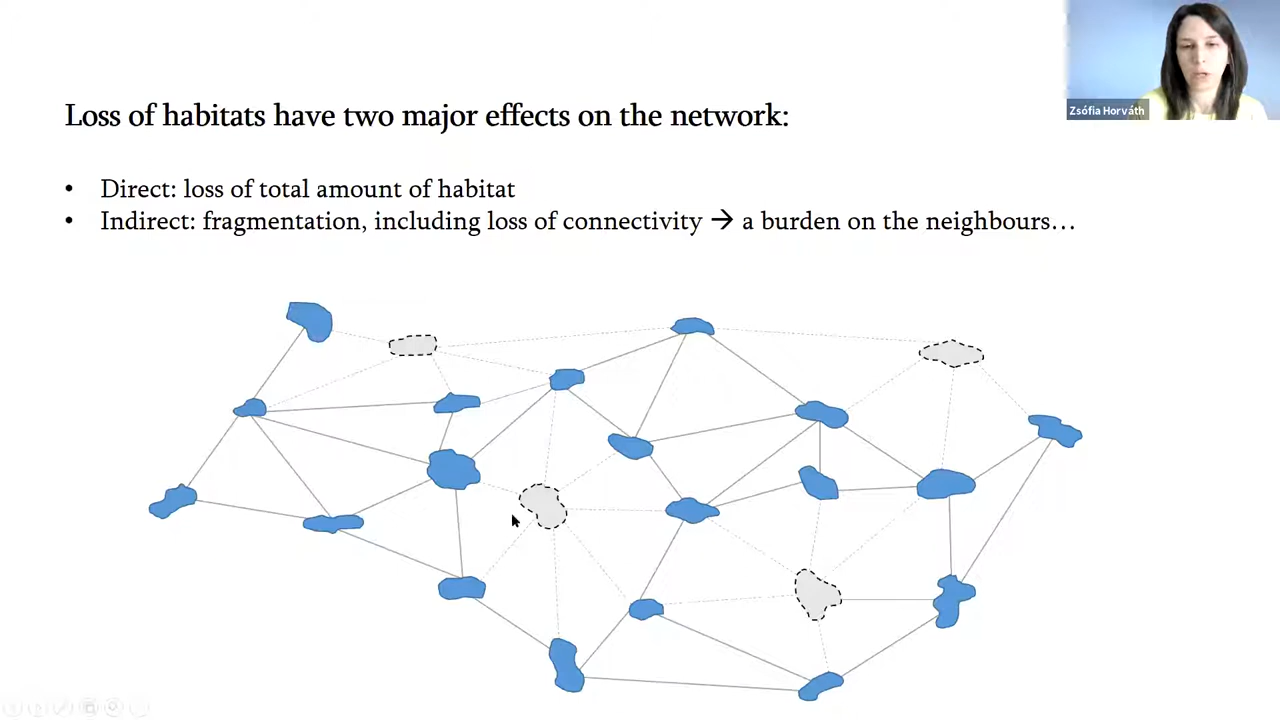 Zsófia Horváth
Loss of habitats have two major effects on the network:
• Direct: loss of total amount of habitat
• Indirect: fragmentation, including loss of connectivity → a burden on the neighbours…